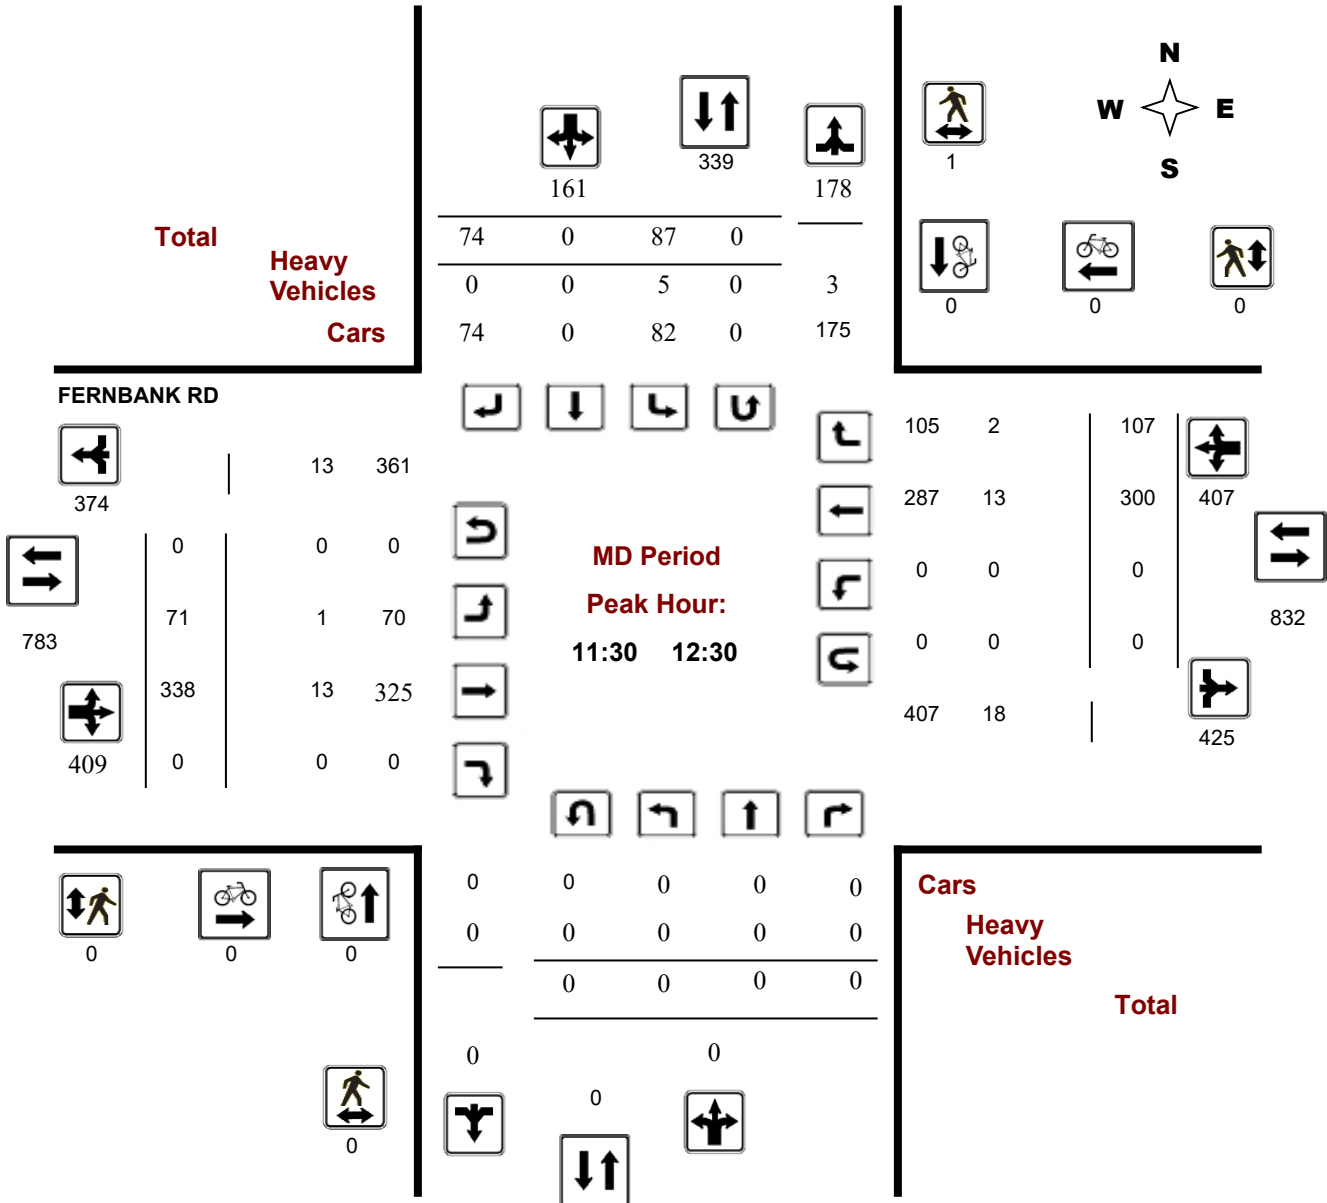 N
W E
S
339
161
178
1
74 0 87 0
Total
Heavy
Vehicles
0 0 5 0 3
Cars
74 0 82 0 175
0 0 0
FERNBANK RD
105 2 107
13 361
374
287 13 300 407
0 0 0
MD Period
0 0 0
Peak Hour:
71 1 70
832
783
11:30 12:30
0 0 0
338 13 325
407 18
425
409 0 0 0
0 0 0 0 0
Cars
0 0 0 0 0
Heavy
Vehicles
0 0 0
0 0 0 0
Total
0 0
0
0